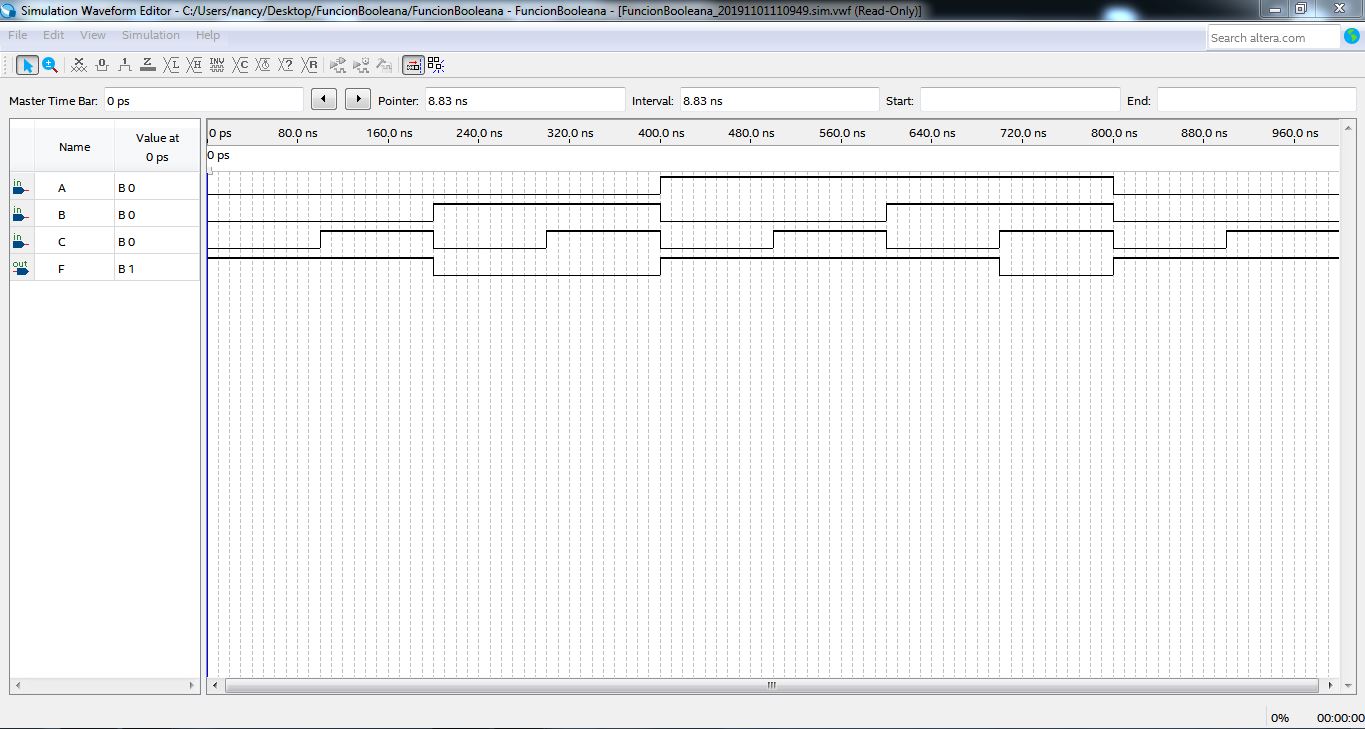 Simulation Waveform Editor - C:/Users/nancy/Desktop/FuncionBooleana/FuncionBooleana - FuncionBooleana - [FuncionBooleana_20191101110949.sim.vwf (Read-Only)]
File Edit View Simulation Help
Search altera.com
Master Time Bar: 0 ps Pointer: 8.83 ns Interval: 8.83 ns Start: End:
Name Value at 0 ps
0 ps 80.0 ns 160.0 ns 240.0 ns 320.0 ns 400.0 ns 480.0 ns 560.0 ns 640.0 ns 720.0 ns 800.0 ns 880.0 ns 960.0 ns
0 ps
in A B 0
in B B 0
in C B 0
out F B 1
0% 00:00:00